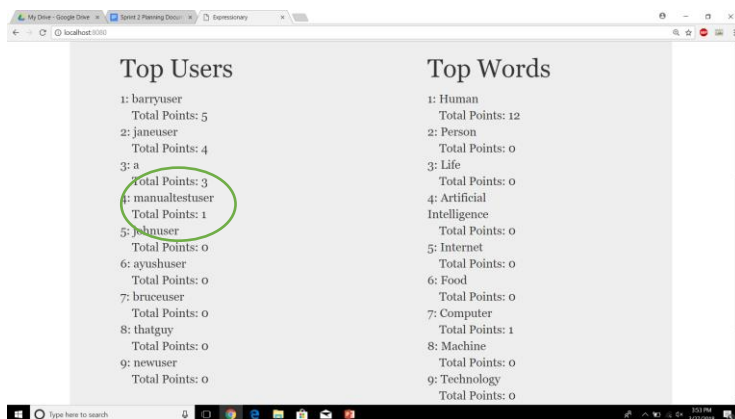 My Drive - Google Drive
Sprint 2 Planning Docum
Expressionary
localhost:8080
Top Users
1: barryuser
Total Points: 5
2: janeuser
Total Points: 4
3: a
Total Points: 3
4: manualtestuser
Total Points: 1
5: johnuser
Total Points: 0
6: ayushuser
Total Points: 0
7: bruceuser
Total Points: 0
8: thatguy
Total Points: 0
9: newuser
Total Points: 0
Top Words
1: Human
Total Points: 12
2: Person
Total Points: 0
3: Life
Total Points: 0
4: Artificial
Intelligence
Total Points: 0
5: Internet
Total Points: 0
6: Food
Total Points: 0
7: Computer
Total Points: 1
8: Machine
Total Points: 0
9: Technology
Total Points: 0
Type here to search
3:53 PM